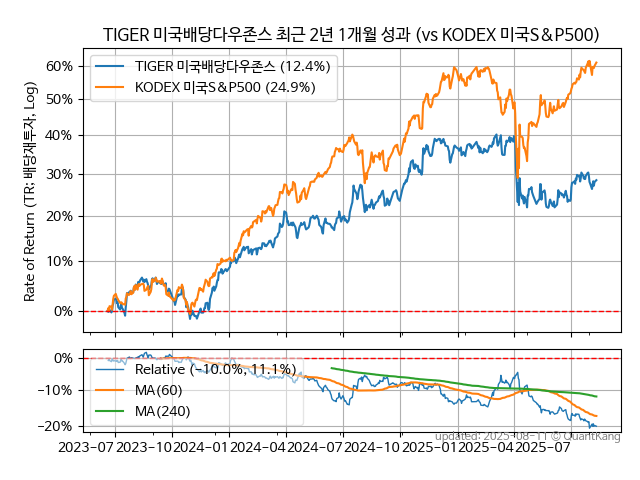 TIGER 미국배당다우존스 최근 2년 1개월 성과 (vs KODEX 미국S&P500)
Rate of Return (TR: 배당재투자, Log)
60%
50%
40%
30%
20%
10%
0%
TIGER 미국배당다우존스 (12.4%)
KODEX 미국S&P500 (24.9%)
0%
-10%
-20%
Relative (-10.0%, 11.1%)
MA(60)
MA(240)
2023-07 2023-10 2024-01 2024-04 2024-07 2024-10 2025-01 2025-04 2025-07
updated: 2025-08-11 © QuantKang